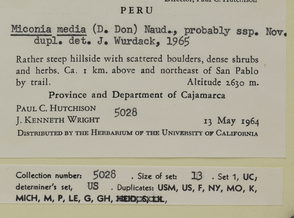 Director, Paul C. Hutchison
PERU
Miconia media (D. Don) Naud., probably ssp. Nov.
dupl. det. J. Wurdack, 1965
Rather steep hillside with scattered boulders, dense shrubs
and herbs. Ca. 1 km. above and northeast of San Pablo
by trail. Altitude 2630 m.
Province and Department of Cajamarca
PAUL C. HUTCHISON 5028
J. KENNETH WRIGHT 13 May 1964
DISTRIBUTED BY THE HERBARIUM OF THE UNIVERSITY OF CALIFORNIA
Collection number: 5028 . Size of set: 13 . Set 1, UC;
determiner's set, US . Duplicates: USM, US, F, NY, MO, K,
MICH, M, P, LE, G, GH,